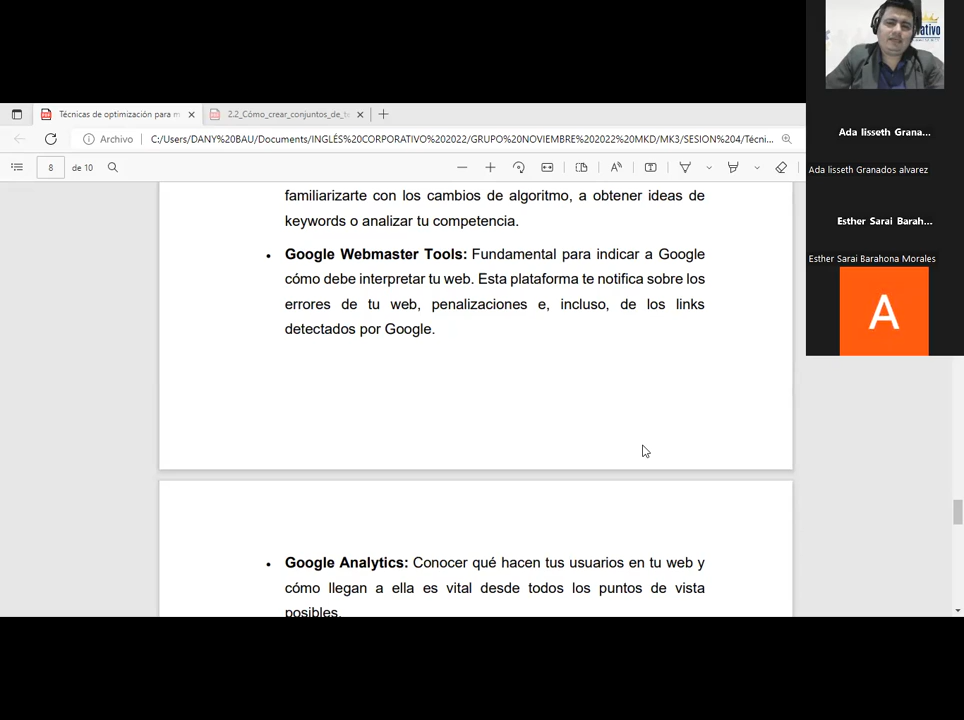 ativo
Técnicas de optimización para m
2.2_Cómo_crear_conjuntos_de_t
Archivo
C:/Users/DANY%20BAU/Documents/INGLÉS%20CORPORATIVO%202022/GRUPO%20NOVIEMBRE%202022%20MKD/MK3/SESION%204/Técni...
8
de 10
familiarizarte con los cambios de algoritmo, a obtener ideas de
keywords o analizar tu competencia.
• Google Webmaster Tools: Fundamental para indicar a Google
cómo debe interpretar tu web. Esta plataforma te notifica sobre los
errores de tu web, penalizaciones e, incluso, de los links
detectados por Google.
• Google Analytics: Conocer qué hacen tus usuarios en tu web y
cómo llegan a ella es vital desde todos los puntos de vista
posibles.
Ada lisseth Grana...
Ada lisseth Granados alvarez
Esther Sarai Barah...
Esther Sarai Barahona Morales
A